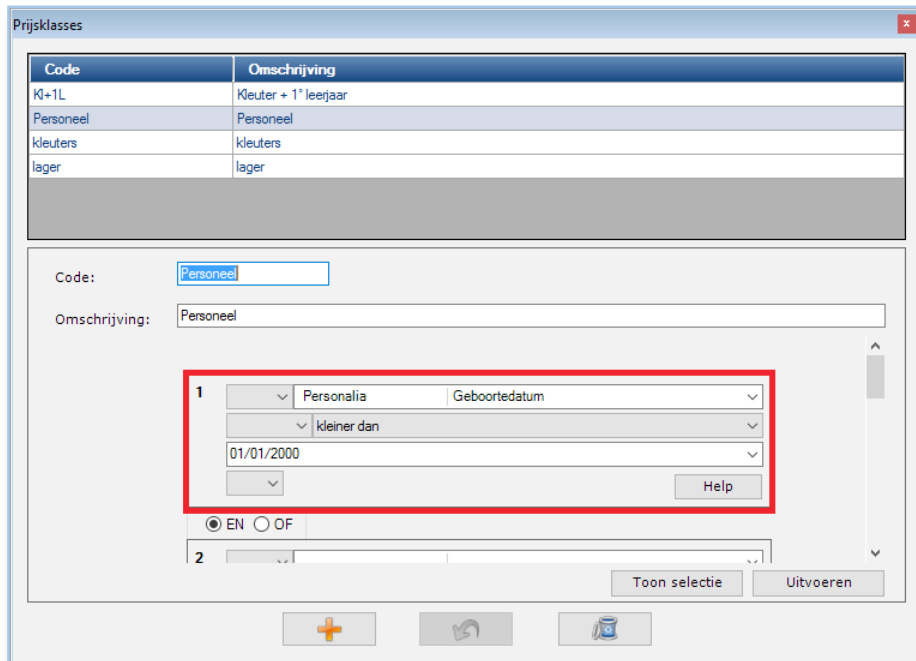 Prijsklasses
Code Omschrijving
Kl+1L Kleuter + 1° leerjaar
Personeel Personeel
kleuters kleuters
lager lager
Code: Personeel
Omschrijving: Personeel
1 Personalia Geboortedatum
kleiner dan
01/01/2000
Help
EN OF
2
Toon selectie Uitvoeren